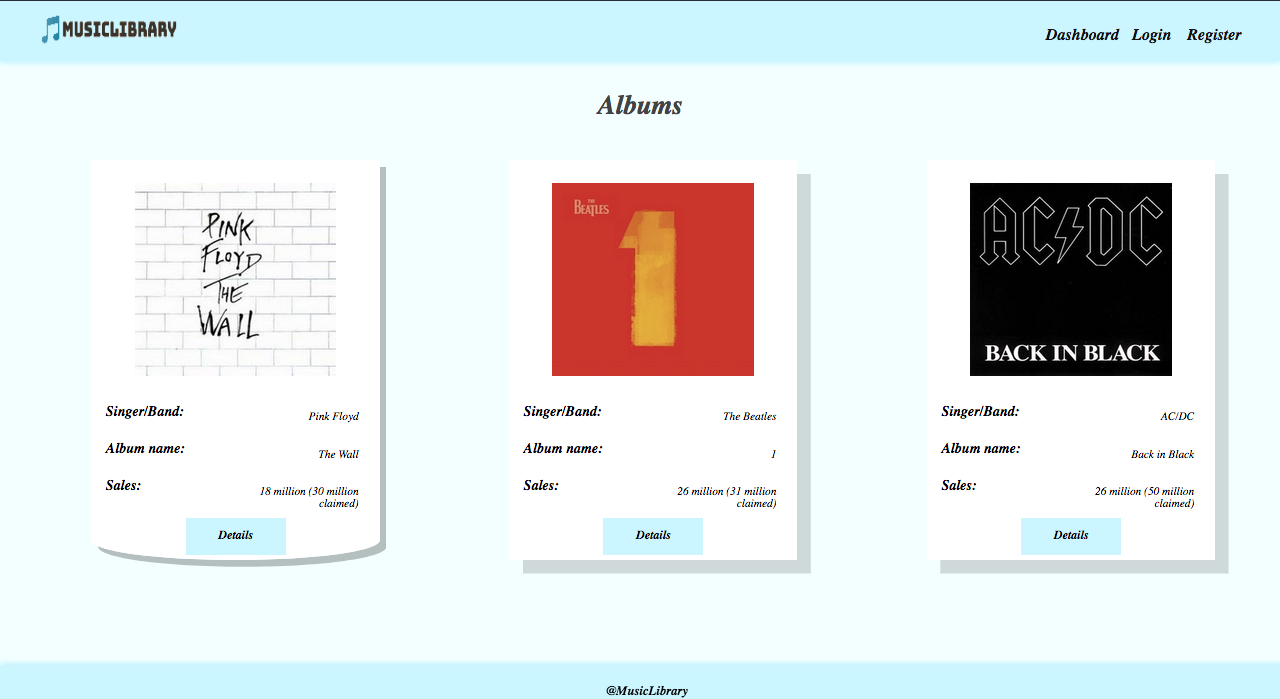 MUSICLIBRARY
Dashboard Login Register
Albums
PINK
FLOYD
THE
WALL
Singer/Band: Pink Floyd
Album name: The Wall
Sales: 18 million (30 million
claimed)
Details
THE
BEATLES
1
Singer/Band: The Beatles
Album name: 1
Sales: 26 million (31 million
claimed)
Details
AC/DC
BACK IN BLACK
Singer/Band: AC/DC
Album name: Back in Black
Sales: 26 million (50 million
claimed)
Details
@MusicLibrary